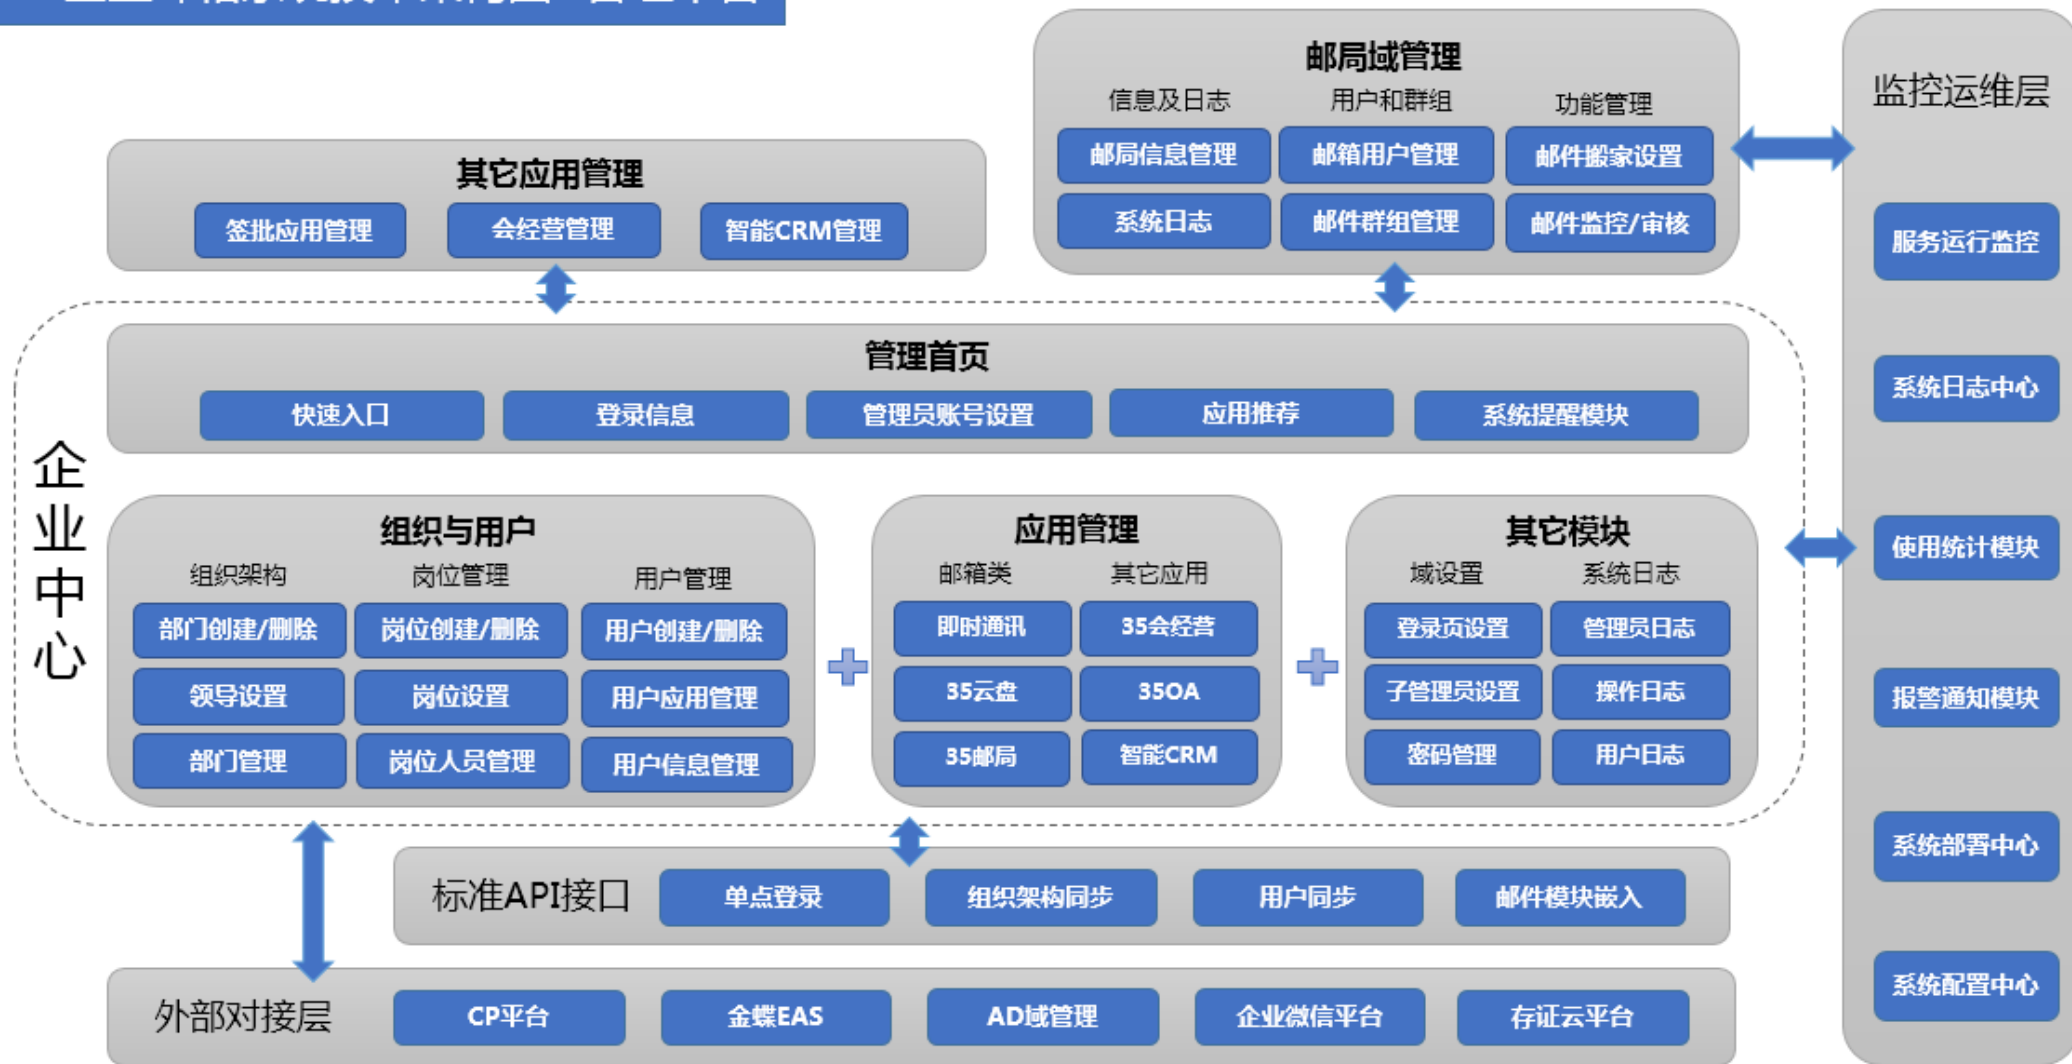 邮局域管理
信息及日志 用户和群组 功能管理
邮局信息管理 邮箱用户管理 邮件搬家设置
系统日志 邮件群组管理 邮件监控/审核
其它应用管理
签批应用管理 会经营管理 智能CRM管理
企业中心
管理首页
快速入口 登录信息 管理员账号设置 应用推荐 系统提醒模块
组织与用户
组织架构 岗位管理 用户管理
部门创建/删除 岗位创建/删除 用户创建/删除
领导设置 岗位设置 用户应用管理
部门管理 岗位人员管理 用户信息管理
应用管理
邮箱类 其它应用
即时通讯 35会经营
35云盘 35OA
35邮局 智能CRM
其它模块
域设置 系统日志
登录页设置 管理员日志
子管理员设置 操作日志
密码管理 用户日志
标准API接口 单点登录 组织架构同步 用户同步 邮件模块嵌入
外部对接层 CP平台 金蝶EAS AD域管理 企业微信平台 存证云平台
监控运维层
服务运行监控
系统日志中心
使用统计模块
报警通知模块
系统部署中心
系统配置中心